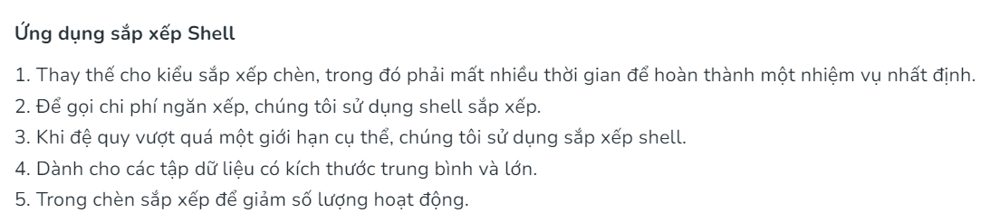 Ứng dụng sắp xếp Shell
1. Thay thế cho kiểu sắp xếp chèn, trong đó phải mất nhiều thời gian để hoàn thành một nhiệm vụ nhất định.
2. Để gọi chi phí ngăn xếp, chúng tôi sử dụng shell sắp xếp.
3. Khi đệ quy vượt quá một giới hạn cụ thể, chúng tôi sử dụng sắp xếp shell.
4. Dành cho các tập dữ liệu có kích thước trung bình và lớn.
5. Trong chèn sắp xếp để giảm số lượng hoạt động.